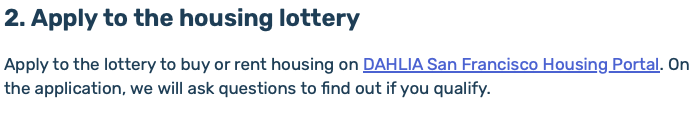 2. Apply to the housing lottery
Apply to the lottery to buy or rent housing on DAHLIA San Francisco Housing Portal. On
the application, we will ask questions to find out if you qualify.